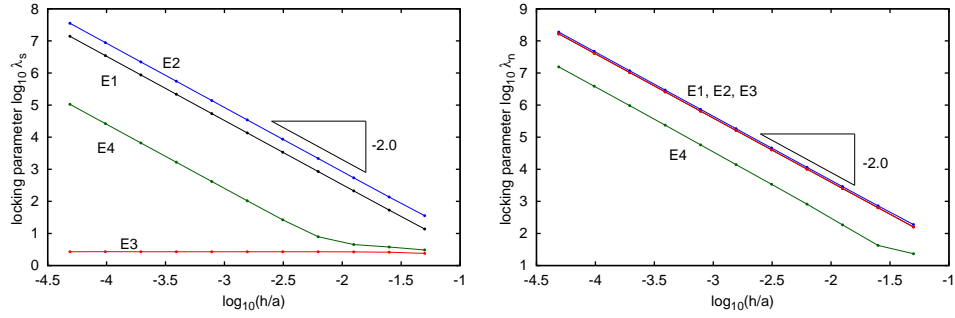 locking parameter log10 λs
8
7
6
5
4
3
2
1
0
E2
E1
E4
E3
-2.0
-4.5 -4 -3.5 -3 -2.5 -2 -1.5 -1
log10(h/a)
locking parameter log10 λn
9
8
7
6
5
4
3
2
1
E1, E2, E3
E4
-2.0
-4.5 -4 -3.5 -3 -2.5 -2 -1.5 -1
log10(h/a)